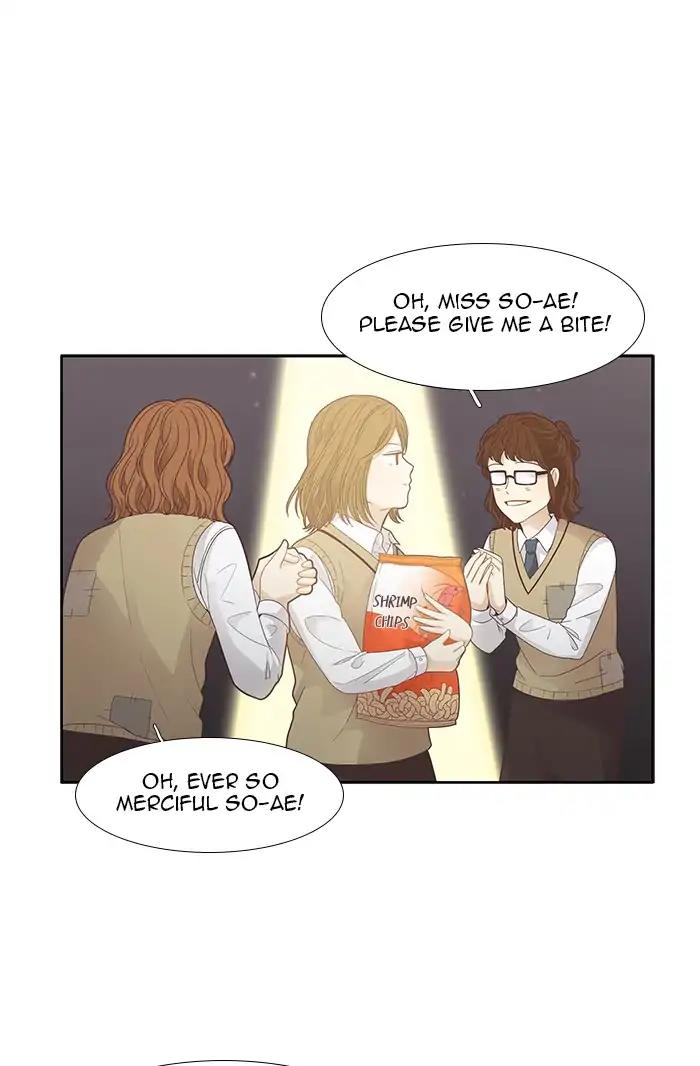 OH, MISS SO-AE!
PLEASE GIVE ME A BITE!
SHRIMP
CHIPS
OH, EVER SO
MERCIFUL SO-AE!